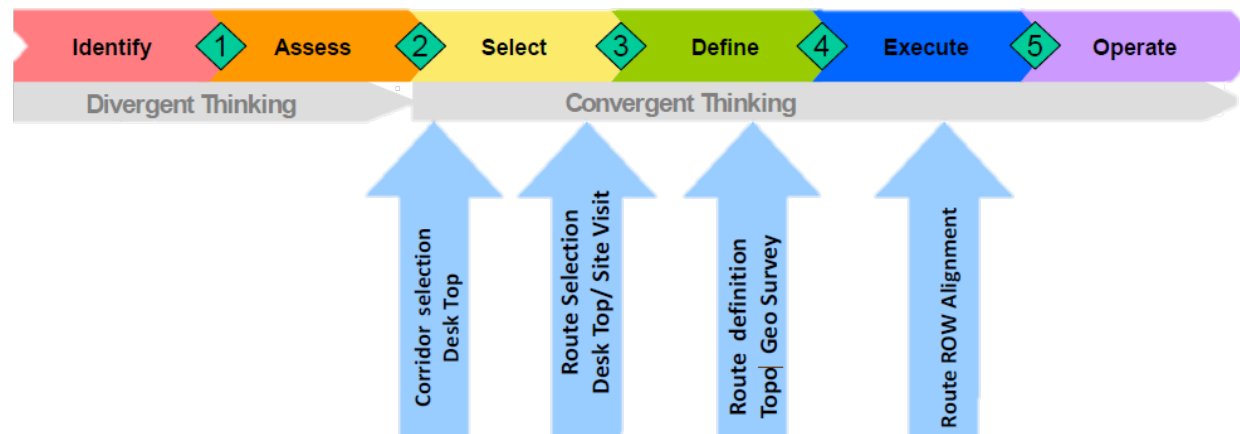 Identify
1
Assess
2
Select
3
Define
4
Execute
5
Operate
Divergent Thinking
Convergent Thinking
Corridor selection
Desk Top
Route Selection
Desk Top/ Site Visit
Route definition
Topo Geo Survey
Route ROW Alignment